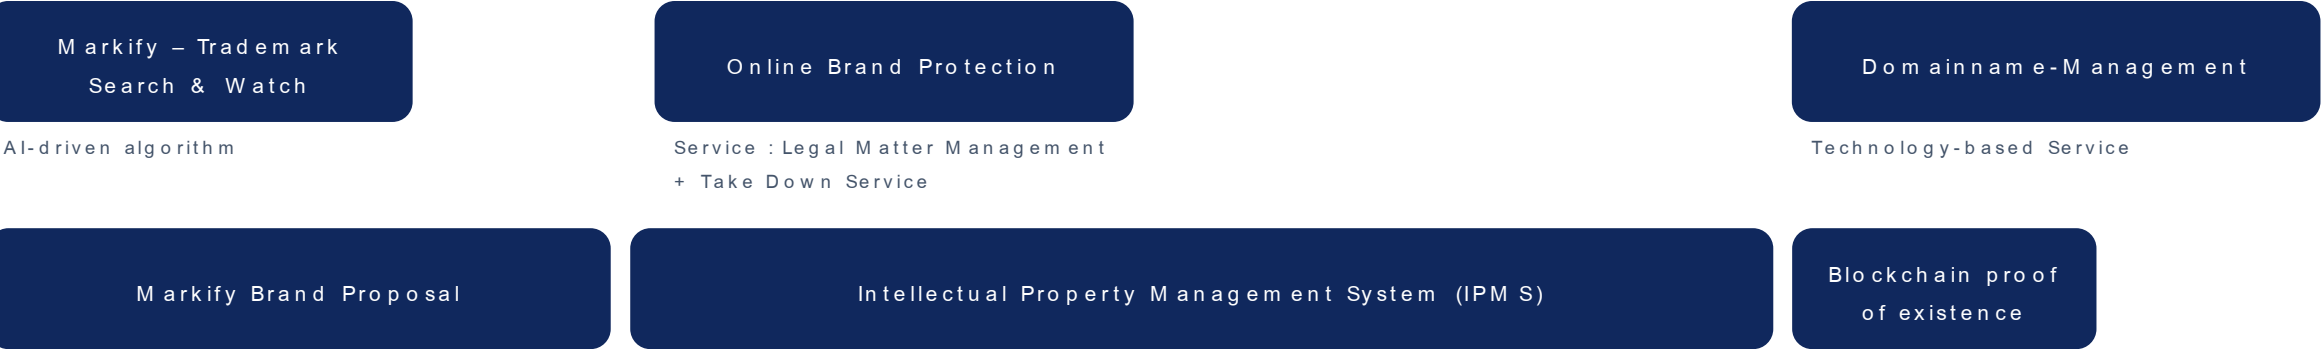 Markify – Trademark
Search & Watch
Online Brand Protection
Domainname-Management
AI-driven algorithm
Service : Legal Matter Management
+ Take Down Service
Technology-based Service
Markify Brand Proposal
Intellectual Property Management System (IPMS)
Blockchain proof
of existence